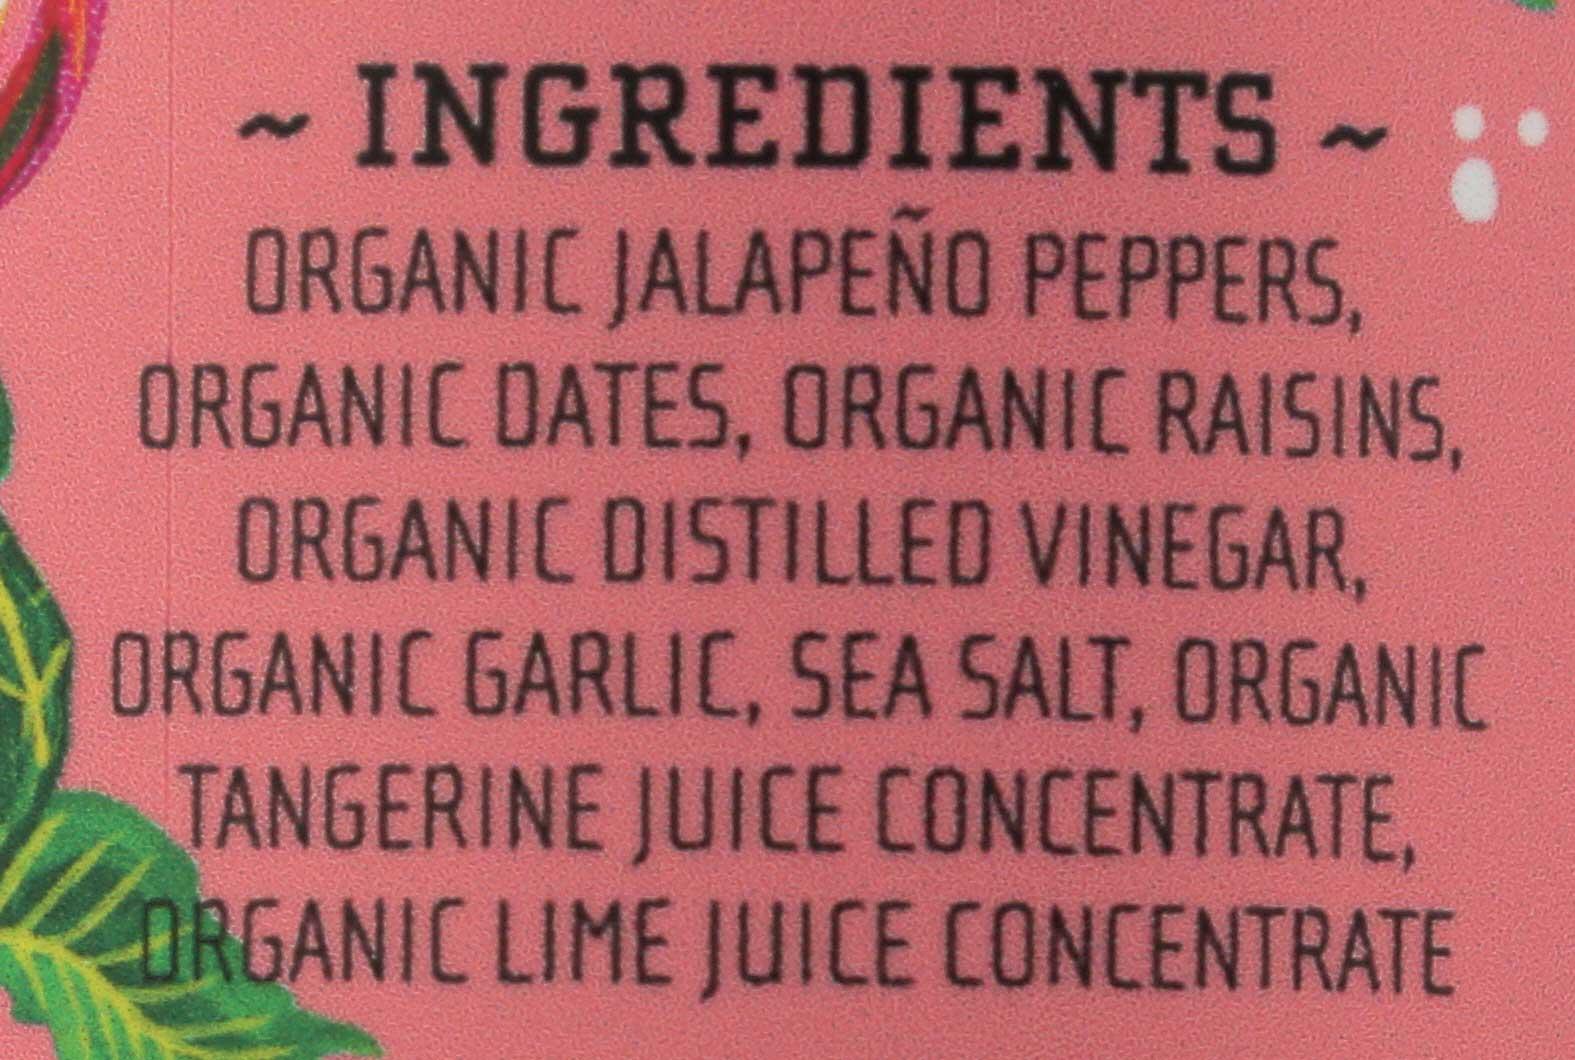 ~ INGREDIENTS ~
ORGANIC JALAPEÑO PEPPERS,
ORGANIC DATES, ORGANIC RAISINS,
ORGANIC DISTILLED VINEGAR,
ORGANIC GARLIC, SEA SALT, ORGANIC
TANGERINE JUICE CONCENTRATE,
ORGANIC LIME JUICE CONCENTRATE